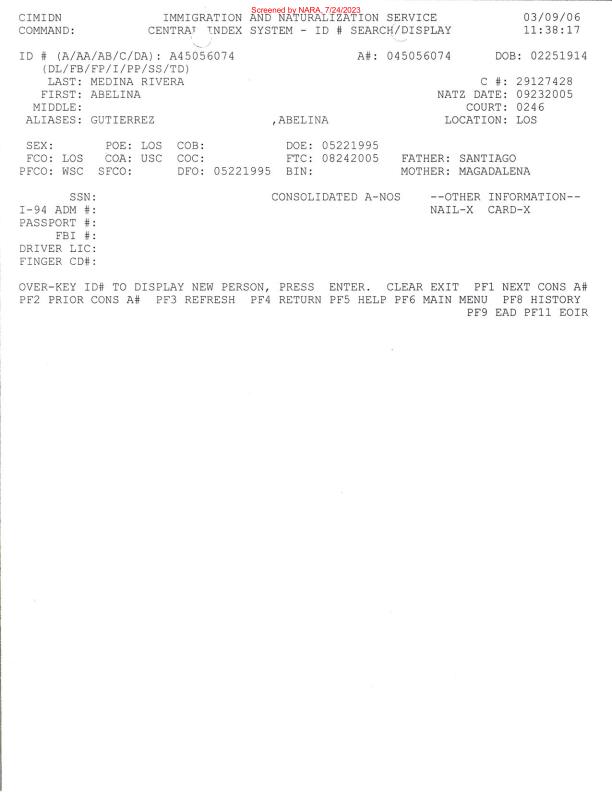 Screened by NARA, 7/24/2023
CIMIDN IMMIGRATION AND NATURALIZATION SERVICE 03/09/06
COMMAND: CENTRAL INDEX SYSTEM - ID # SEARCH/DISPLAY 11:38:17
ID # (A/AA/AB/C/DA): A45056074 A#: 045056074 DOB: 02251914
(DL/FB/FP/I/PP/SS/TD)
LAST: MEDINA RIVERA C #: 29127428
FIRST: ABELINA NATZ DATE: 09232005
MIDDLE: COURT: 0246
ALIASES: GUTIERREZ ,ABELINA LOCATION: LOS
SEX: POE: LOS COB: DOE: 05221995
FCO: LOS COA: USC COC: FTC: 08242005 FATHER: SANTIAGO
PFCO: WSC SFCO: DFO: 05221995 BIN: MOTHER: MAGADALENA
SSN: CONSOLIDATED A-NOS --OTHER INFORMATION--
I-94 ADM #: NAIL-X CARD-X
PASSPORT #:
FBI #:
DRIVER LIC:
FINGER CD#:
OVER-KEY ID# TO DISPLAY NEW PERSON, PRESS ENTER. CLEAR EXIT PF1 NEXT CONS A#
PF2 PRIOR CONS A# PF3 REFRESH PF4 RETURN PF5 HELP PF6 MAIN MENU PF8 HISTORY
PF9 EAD PF11 EOIR